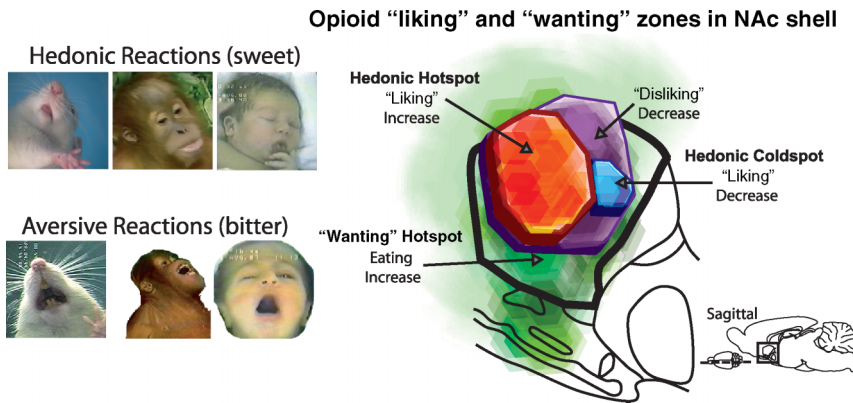 Opioid “liking” and “wanting” zones in NAc shell
Hedonic Reactions (sweet)
Aversive Reactions (bitter)
Hedonic Hotspot
“Liking”
Increase
“Disliking”
Decrease
Hedonic Coldspot
“Liking”
Decrease
“Wanting” Hotspot
Eating
Increase
Sagittal